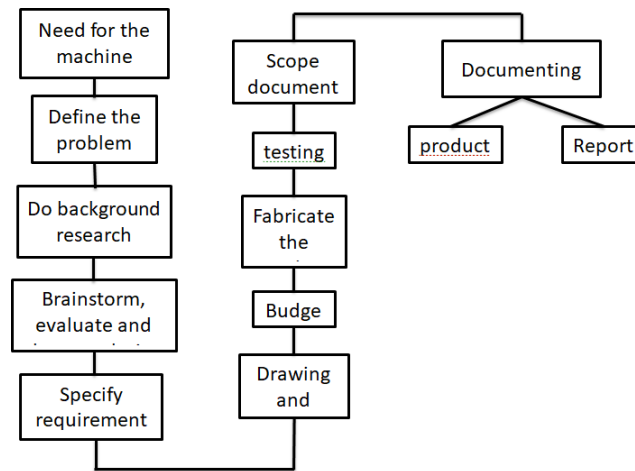 Need for the
machine
Define the
problem
Do background
research
Brainstorm,
evaluate and
Specify
requirement
Scope
document
testing
Fabricate
the
Budge
Drawing
and
Documenting
product
Report